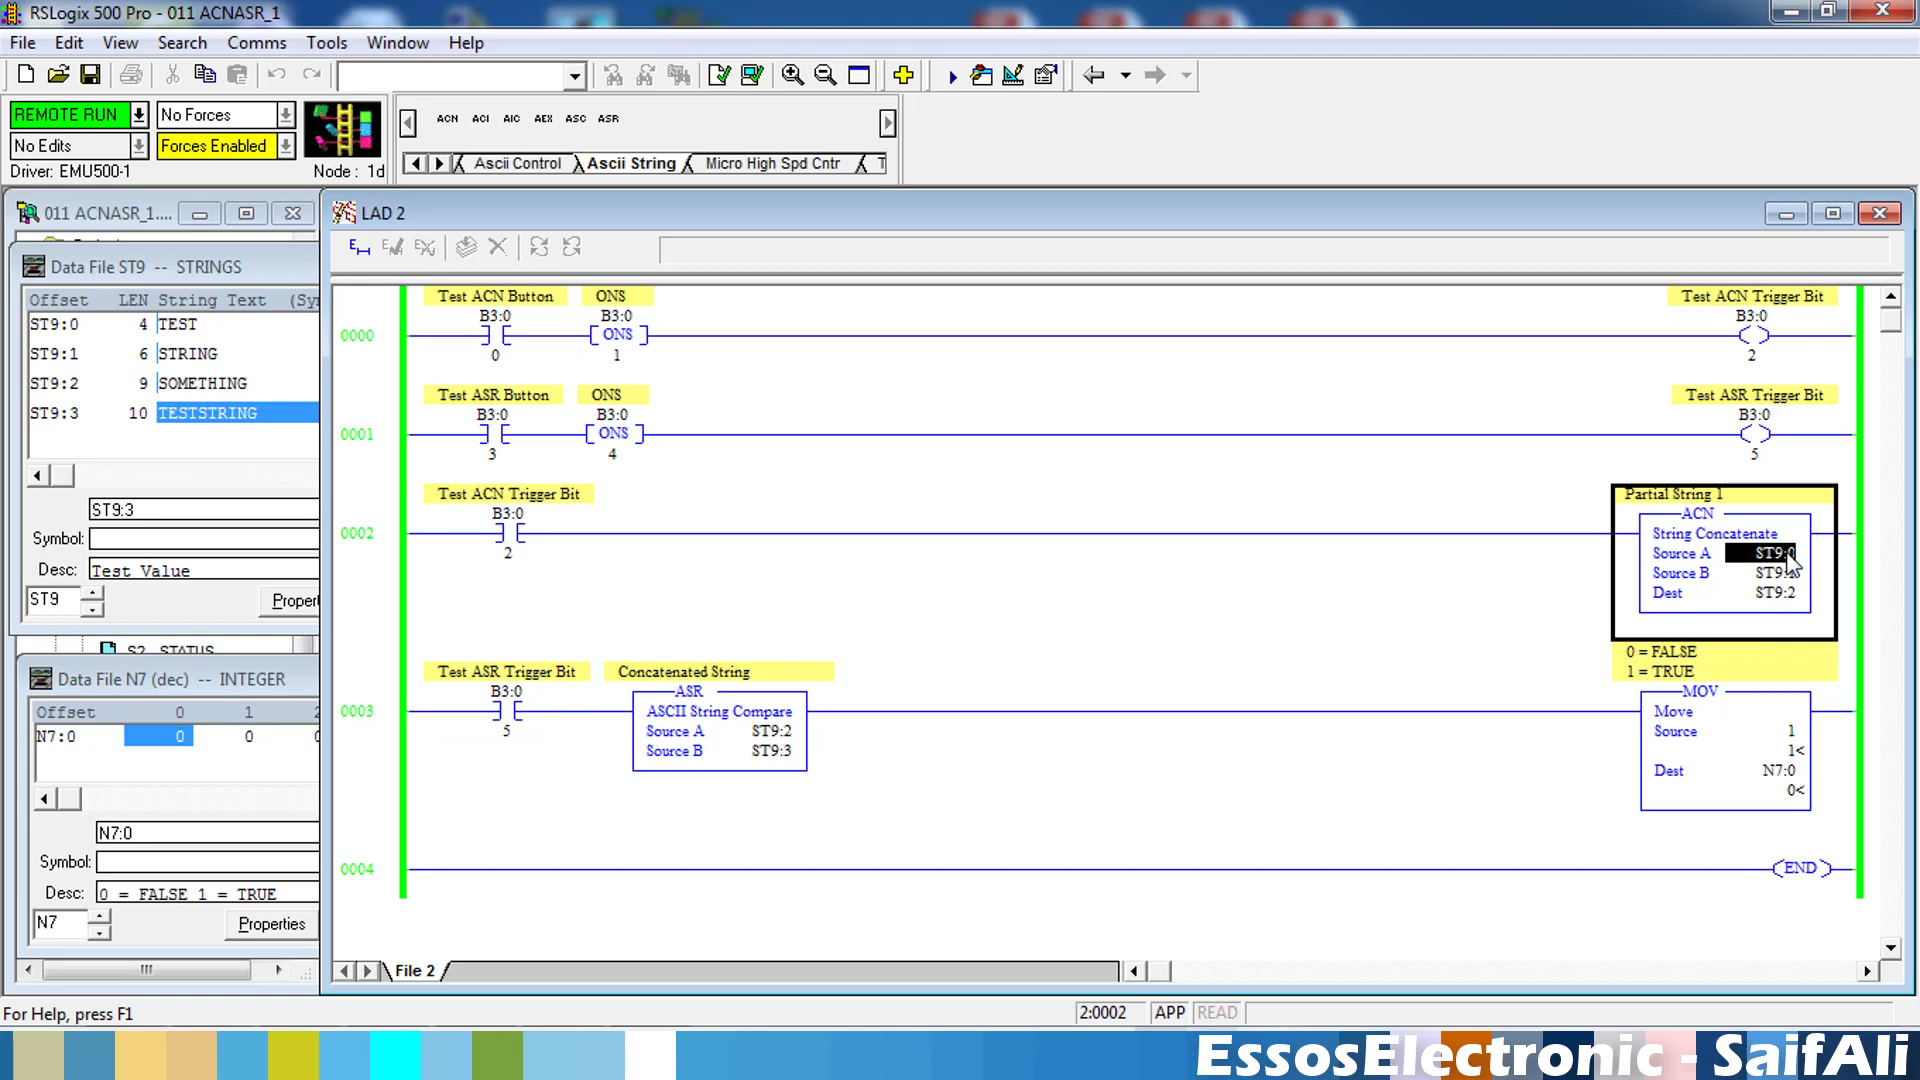 RSLogix 500 Pro - 011 ACNASR_1
File Edit View Search Comms Tools Window Help
REMOTE RUN No Forces
No Edits Forces Enabled
Driver: EMU500-1 Node : 1d
ACN ACI AIC AEX ASC ASR
Ascii Control Ascii String Micro High Spd Cntr T
011 ACNASR_1....
LAD 2
Data File ST9 -- STRINGS
Offset LEN String Text (Sy
ST9:0 4 TEST
ST9:1 6 STRING
ST9:2 9 SOMETHING
ST9:3 10 TESTSTRING
ST9:3
Symbol:
Desc: Test Value
ST9 Properti
S2 STATUS
Data File N7 (dec) -- INTEGER
Offset 0 1 2
N7:0 0 0 0
N7:0
Symbol:
Desc: 0 = FALSE 1 = TRUE
N7 Properties
Test ACN Button ONS Test ACN Trigger Bit
B3:0 B3:0 B3:0
0000 ONS
0 1 2
Test ASR Button ONS Test ASR Trigger Bit
B3:0 B3:0 B3:0
0001 ONS
3 4 5
Test ACN Trigger Bit Partial String 1
B3:0 ACN
0002 String Concatenate
2 Source A ST9:0
Source B
Dest ST9:2
0 = FALSE
1 = TRUE
Test ASR Trigger Bit Concatenated String
B3:0 ASR MOV
0003 ASCII String Compare Move
5 Source A ST9:2 Source 1
Source B ST9:3 1<
Dest N7:0
0<
0004 END
File 2
For Help, press F1 2:0002 APP READ
EssosElectronic - SaifAli